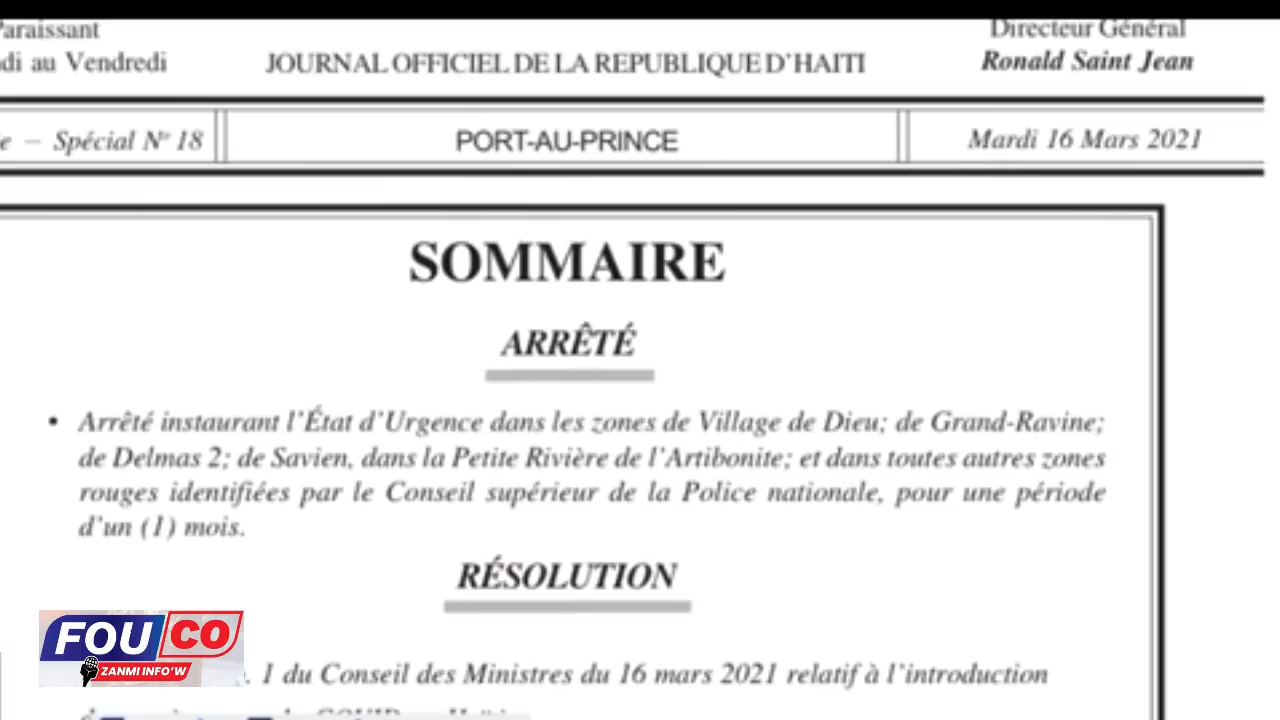 Paraissant
di au Vendredi
JOURNAL OFFICIEL DE LA REPUBLIQUE D'HAITI
Directeur Général
Ronald Saint Jean
e – Spécial Nº 18
PORT-AU-PRINCE
Mardi 16 Mars 2021
SOMMAIRE
ARRÊTÉ
• Arrêté instaurant l'État d'Urgence dans les zones de Village de Dieu; de Grand-Ravine;
de Delmas 2; de Savien, dans la Petite Rivière de l'Artibonite; et dans toutes autres zones
rouges identifiées par le Conseil supérieur de la Police nationale, pour une période
d'un (1) mois.
RÉSOLUTION
. 1 du Conseil des Ministres du 16 mars 2021 relatif à l'introduction
FOU CO
ZANMI INFO'W